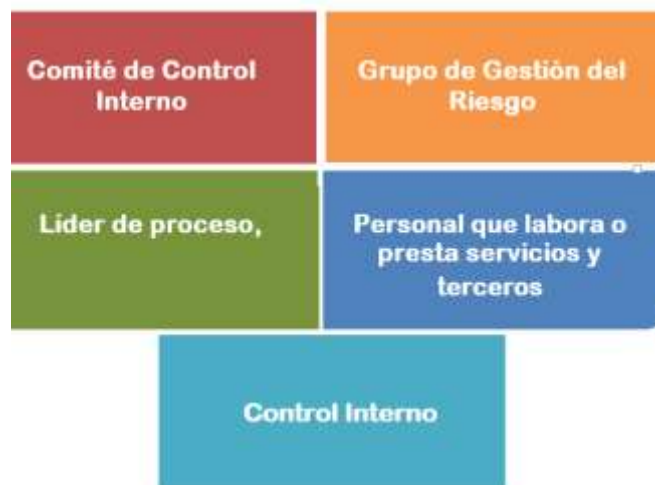 Comité de Control
Interno
Grupo de Gestión del
Riesgo
Lider de proceso,
Personal que labora o
presta servicios y
terceros
Control Interno